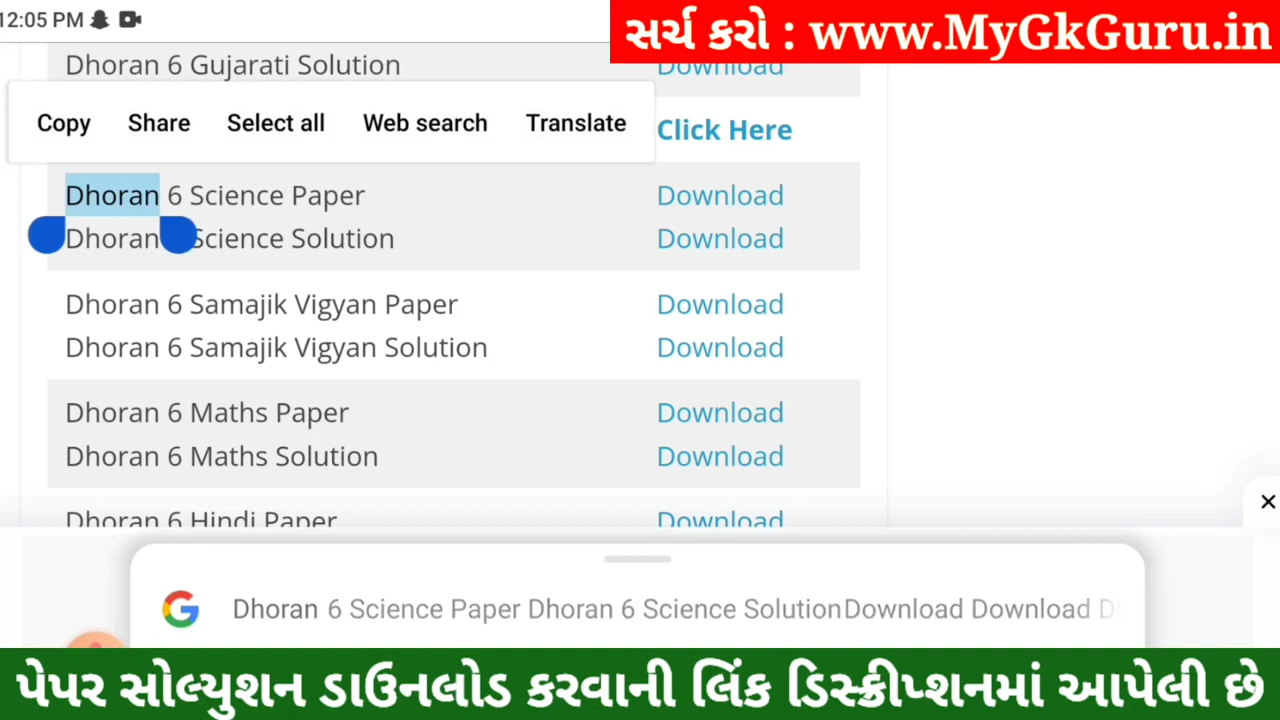 12:05 PM
સર્ચ કરો : www.MyGkGuru.in
Dhoran 6 Gujarati Solution Download
Copy Share Select all Web search Translate
Click Here
Dhoran 6 Science Paper Download
Dhoran Science Solution Download
Dhoran 6 Samajik Vigyan Paper Download
Dhoran 6 Samajik Vigyan Solution Download
Dhoran 6 Maths Paper Download
Dhoran 6 Maths Solution Download
Dhoran 6 Hindi Paper Download
Dhoran 6 Science Paper Dhoran 6 Science SolutionDownload Download D
પેપર સોલ્યુશન ડાઉનલોડ કરવાની લિંક ડિસ્ક્રીપ્શનમાં આપેલી છે